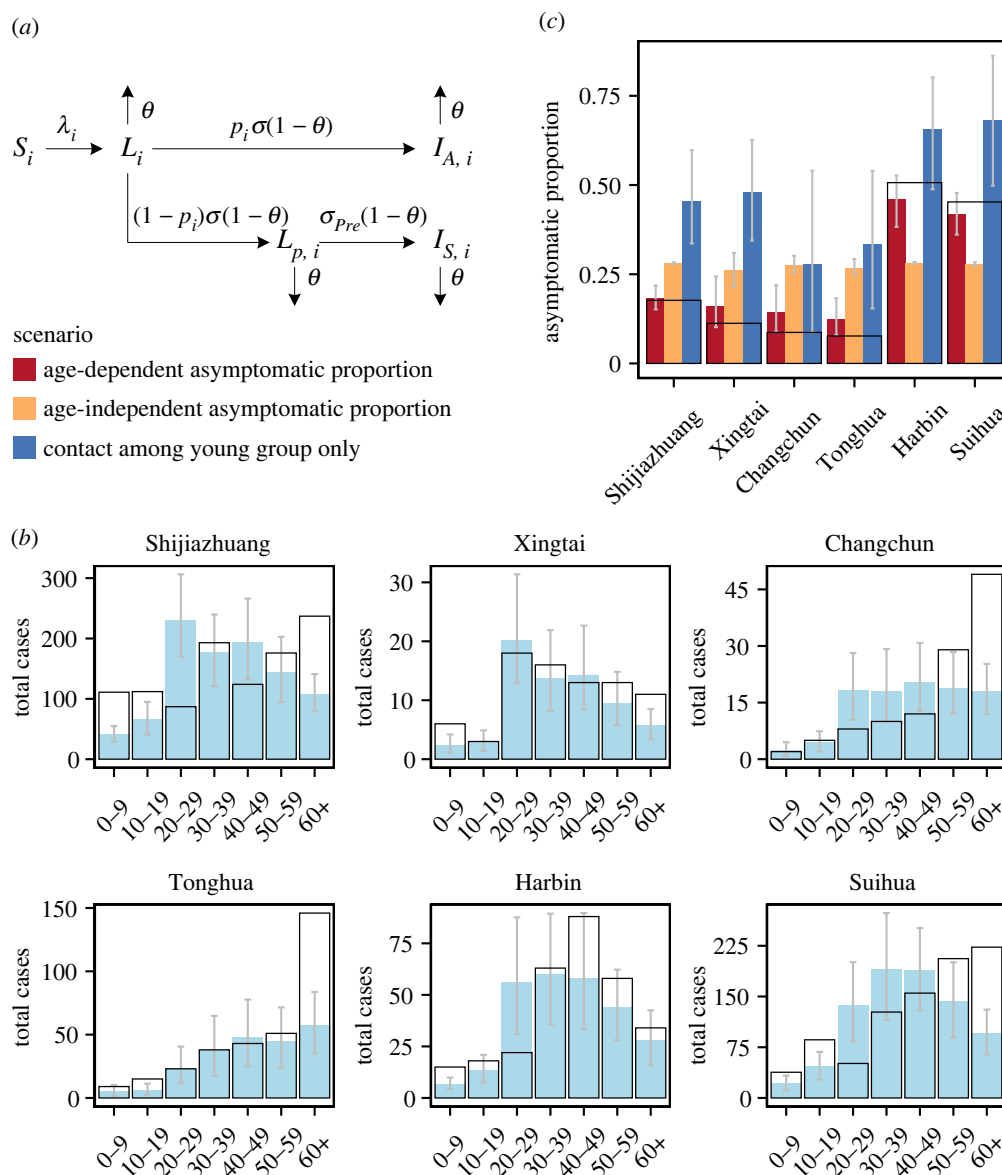 (a)
θ θ
S_i λ_i L_i p_i σ(1 – θ) I_{A, i}
(1 – p_i)σ(1 – θ) σ_{Pre}(1 – θ)
L_{p, i} I_{S, i}
θ θ
scenario
age-dependent asymptomatic proportion
age-independent asymptomatic proportion
contact among young group only
(c)
asymptomatic proportion
0.75
0.50
0.25
0
Shijiazhuang
Xingtai
Changchun
Tonghua
Harbin
Suihua
(b)
Shijiazhuang
total cases
300
200
100
0
0–9 10–19 20–29 30–39 40–49 50–59 60+
Xingtai
total cases
30
20
10
0
0–9 10–19 20–29 30–39 40–49 50–59 60+
Changchun
total cases
45
30
15
0
0–9 10–19 20–29 30–39 40–49 50–59 60+
Tonghua
total cases
150
100
50
0
0–9 10–19 20–29 30–39 40–49 50–59 60+
Harbin
total cases
75
50
25
0
0–9 10–19 20–29 30–39 40–49 50–59 60+
Suihua
total cases
225
150
75
0
0–9 10–19 20–29 30–39 40–49 50–59 60+